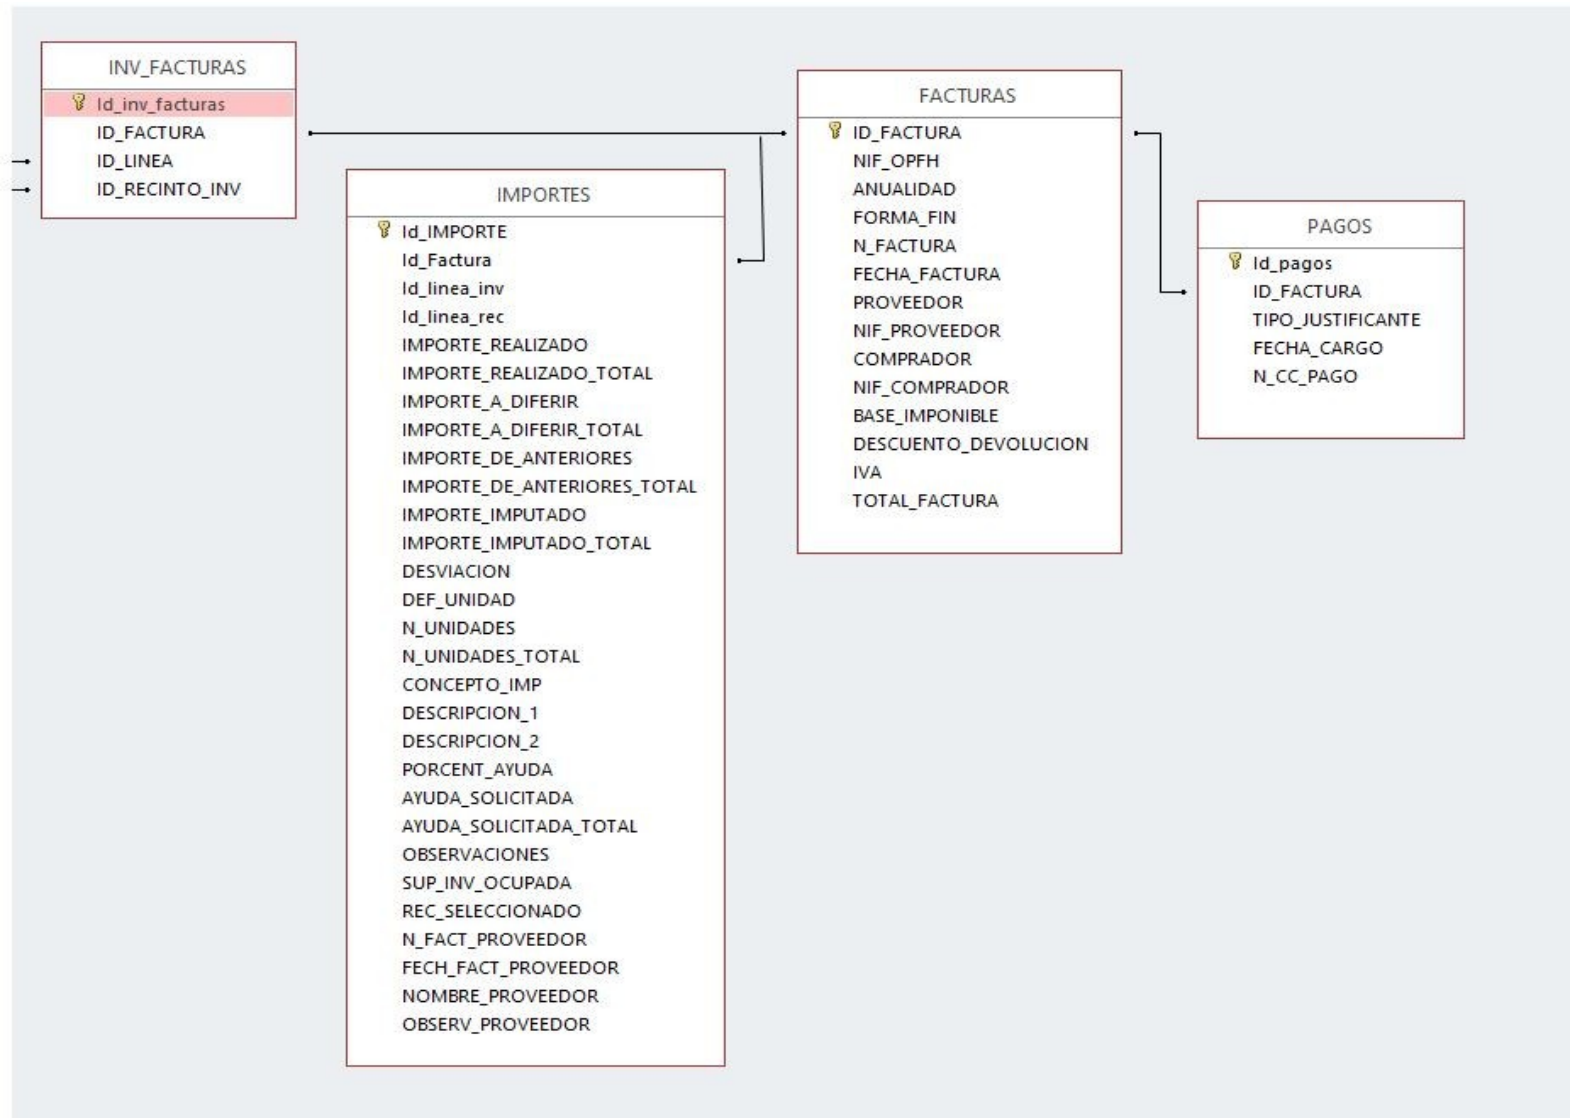 INV_FACTURAS
Id_inv_facturas
ID_FACTURA
ID_LINEA
ID_RECINTO_INV
IMPORTES
Id_IMPORTE
Id_Factura
Id_linea_inv
Id_linea_rec
IMPORTE_REALIZADO
IMPORTE_REALIZADO_TOTAL
IMPORTE_A_DIFERIR
IMPORTE_A_DIFERIR_TOTAL
IMPORTE_DE_ANTERIORES
IMPORTE_DE_ANTERIORES_TOTAL
IMPORTE_IMPUTADO
IMPORTE_IMPUTADO_TOTAL
DESVIACION
DEF_UNIDAD
N_UNIDADES
N_UNIDADES_TOTAL
CONCEPTO_IMP
DESCRIPCION_1
DESCRIPCION_2
PORCENT_AYUDA
AYUDA_SOLICITADA
AYUDA_SOLICITADA_TOTAL
OBSERVACIONES
SUP_INV_OCUPADA
REC_SELECCIONADO
N_FACT_PROVEEDOR
FECH_FACT_PROVEEDOR
NOMBRE_PROVEEDOR
OBSERV_PROVEEDOR
FACTURAS
ID_FACTURA
NIF_OPFH
ANUALIDAD
FORMA_FIN
N_FACTURA
FECHA_FACTURA
PROVEEDOR
NIF_PROVEEDOR
COMPRADOR
NIF_COMPRADOR
BASE_IMPONIBLE
DESCUENTO_DEVOLUCION
IVA
TOTAL_FACTURA
PAGOS
Id_pagos
ID_FACTURA
TIPO_JUSTIFICANTE
FECHA_CARGO
N_CC_PAGO